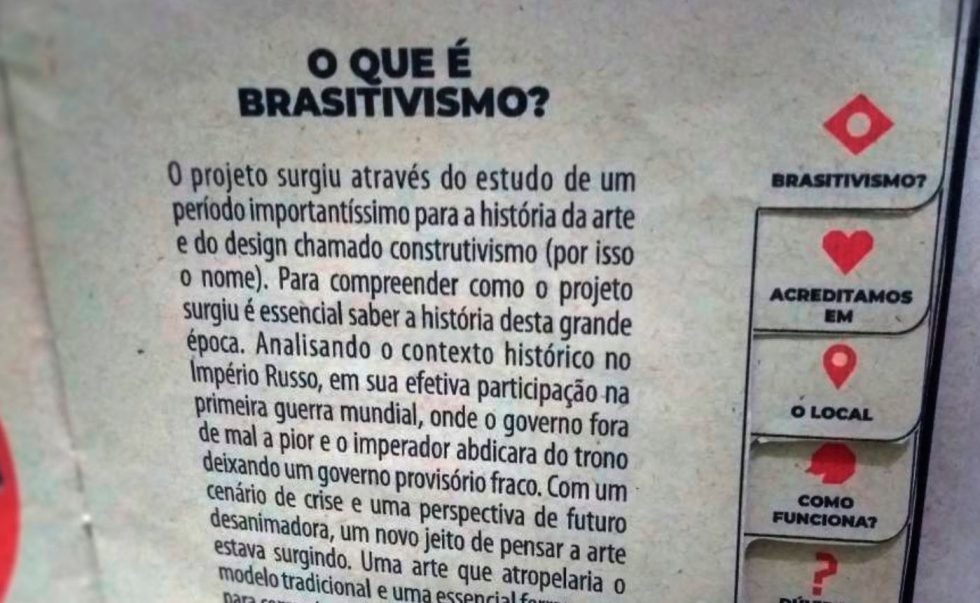 O QUE É
BRASITIVISMO?
O projeto surgiu através do estudo de um
período importantíssimo para a história da arte
e do design chamado construtivismo (por isso
o nome). Para compreender como o projeto
surgiu é essencial saber a história desta grande
época. Analisando o contexto histórico no
Império Russo, em sua efetiva participação na
primeira guerra mundial, onde o governo fora
de mal a pior e o imperador abdicara do trono
deixando um governo provisório fraco. Com um
cenário de crise e uma perspectiva de futuro
desanimadora, um novo jeito de pensar a arte
estava surgindo. Uma arte que atropelaria o
modelo tradicional e uma essencial
para
BRASITIVISMO?
ACREDITAMOS
EM
O LOCAL
COMO
FUNCIONA?
?